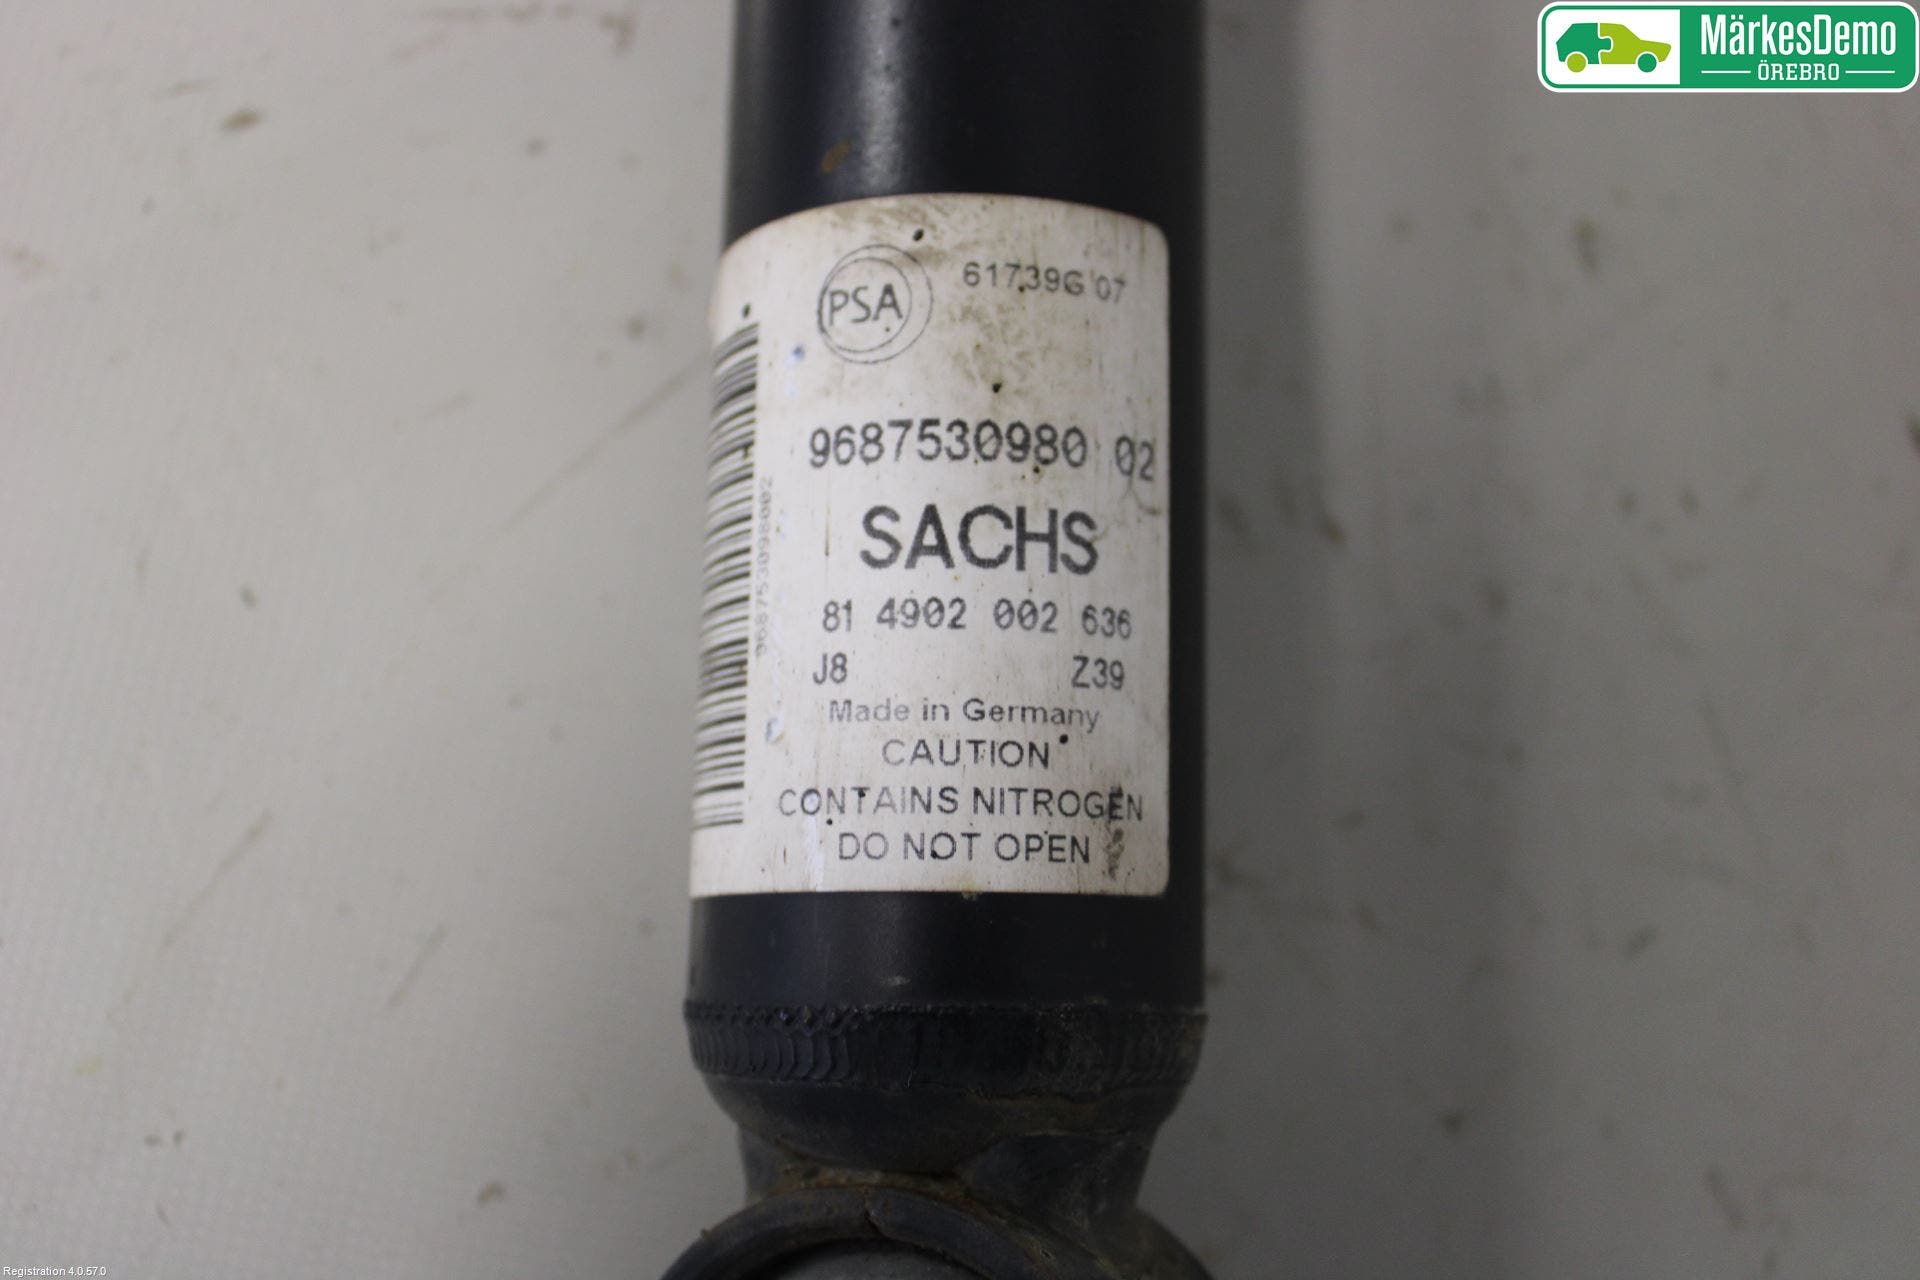 MärkesDemo
ÖREBRO
PSA
61739G'07
9687530980 02
SACHS
81 4902 002 636
J8 Z39
Made in Germany
CAUTION
CONTAINS NITROGEN
DO NOT OPEN
968753098002
Registration 4.0.57.0